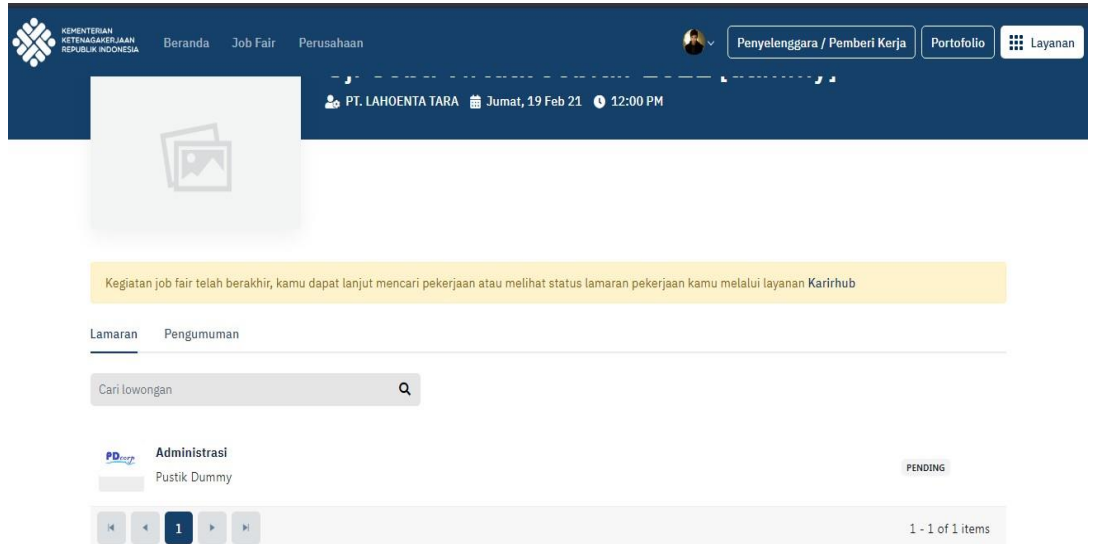 KEMENTERIAN
KETENAGAKERJAAN
REPUBLIK INDONESIA
Beranda Job Fair Perusahaan Penyelenggara / Pemberi Kerja Portofolio Layanan
PT. LAHOENTA TARA Jumat, 19 Feb 21 12:00 PM
Kegiatan job fair telah berakhir, kamu dapat lanjut mencari pekerjaan atau melihat status lamaran pekerjaan kamu melalui layanan Karirhub
Lamaran Pengumuman
Cari lowongan
PDcorp
Administrasi
Pustik Dummy
PENDING
1
1 - 1 of 1 items